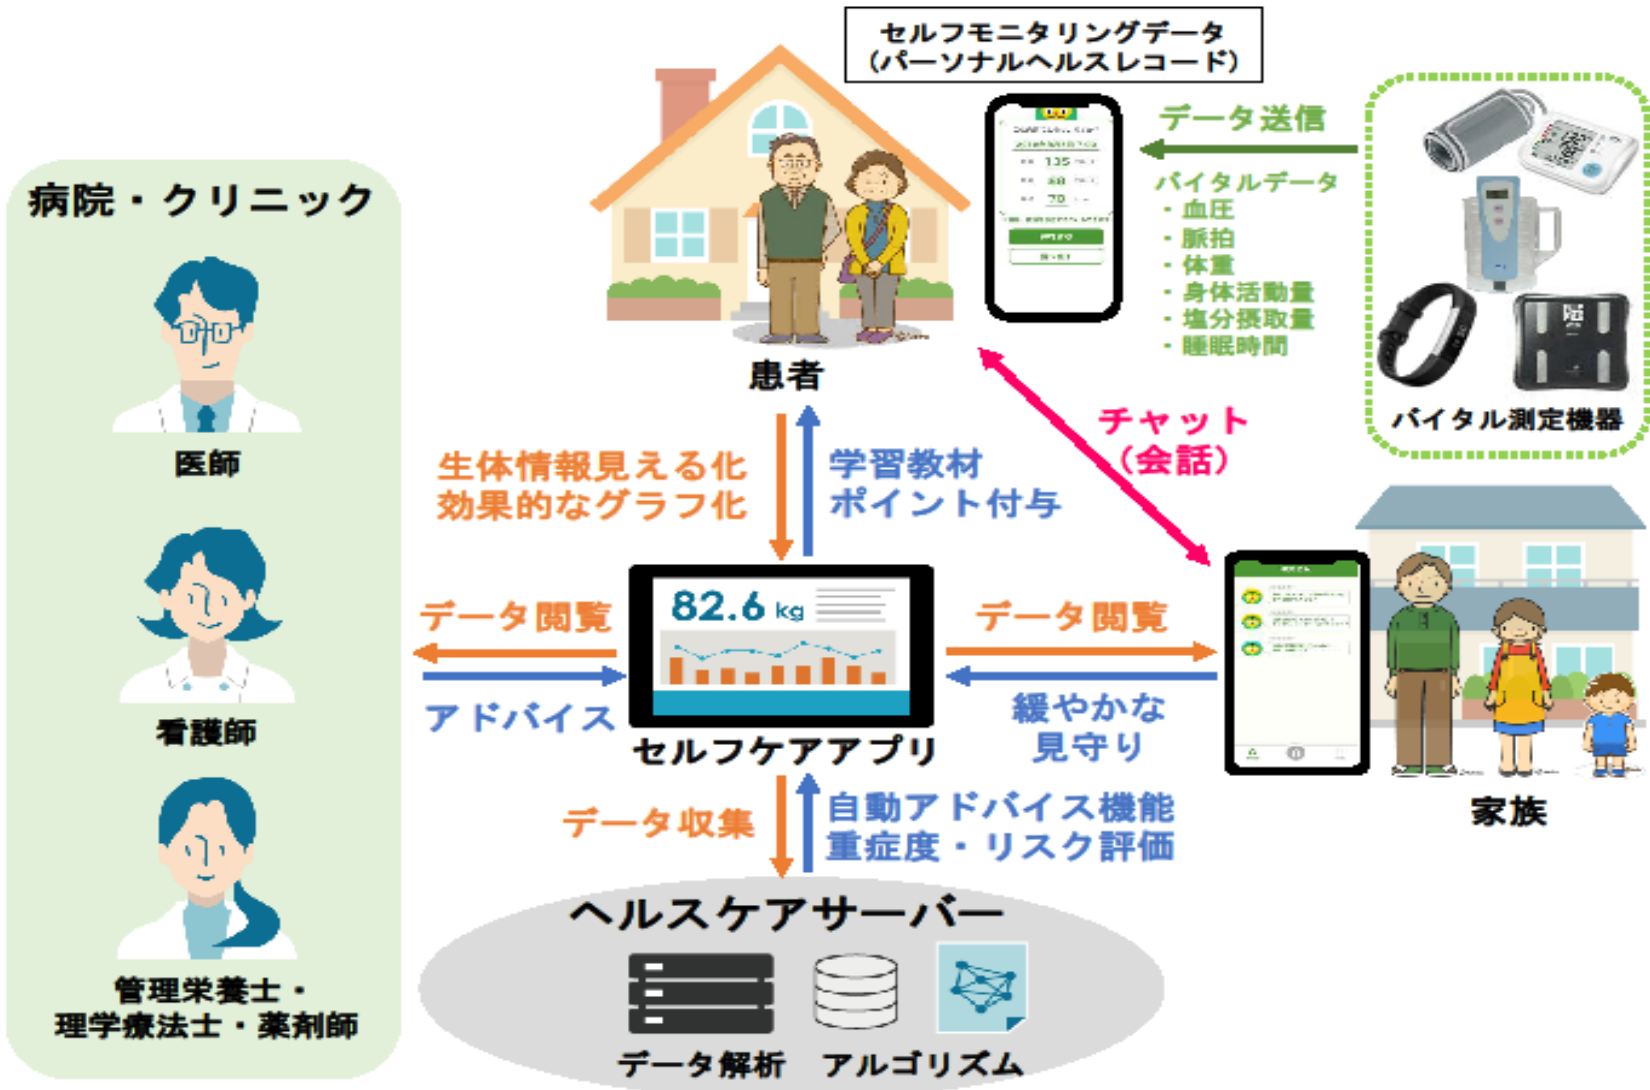 セルフモニタリングデータ
（パーソナルヘルスレコード）
データ送信
バイタルデータ
・血圧
・脈拍
・体重
・身体活動量
・塩分摂取量
・睡眠時間
バイタル測定機器
135
70
病院・クリニック
医師
看護師
管理栄養士・
理学療法士・薬剤師
患者
チャット
（会話）
生体情報見える化
効果的なグラフ化
学習教材
ポイント付与
データ閲覧
アドバイス
82.6 kg
セルフケアアプリ
データ閲覧
緩やかな
見守り
家族
データ収集
自動アドバイス機能
重症度・リスク評価
ヘルスケアサーバー
データ解析
アルゴリズム